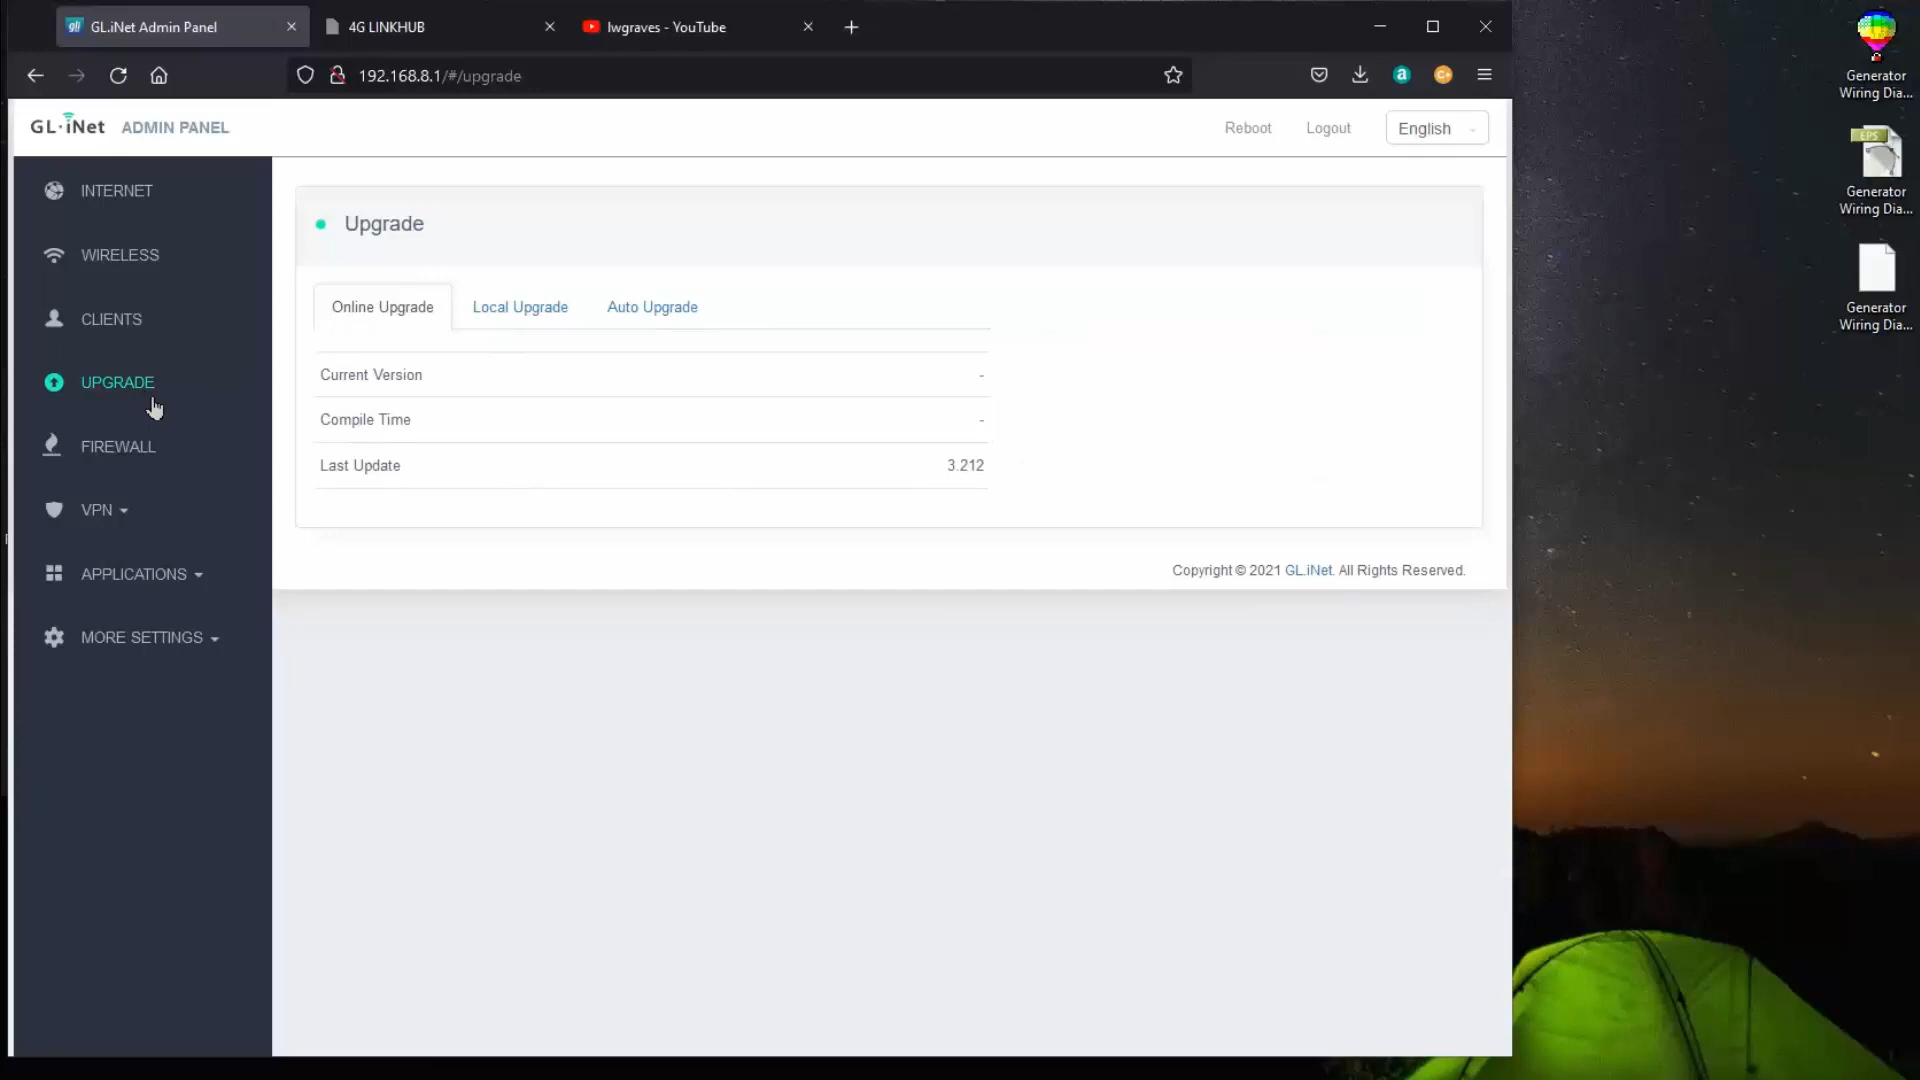 GL.iNet Admin Panel
4G LINKHUB
lwgraves - YouTube
192.168.8.1/#/upgrade
GL·iNet ADMIN PANEL
Reboot
Logout
English
INTERNET
WIRELESS
CLIENTS
UPGRADE
FIREWALL
VPN
APPLICATIONS
MORE SETTINGS
Upgrade
Online Upgrade
Local Upgrade
Auto Upgrade
Current Version -
Compile Time -
Last Update 3.212
Copyright © 2021 GL.iNet. All Rights Reserved.
Generator
Wiring Dia...
EPS
Generator
Wiring Dia...
Generator
Wiring Dia...